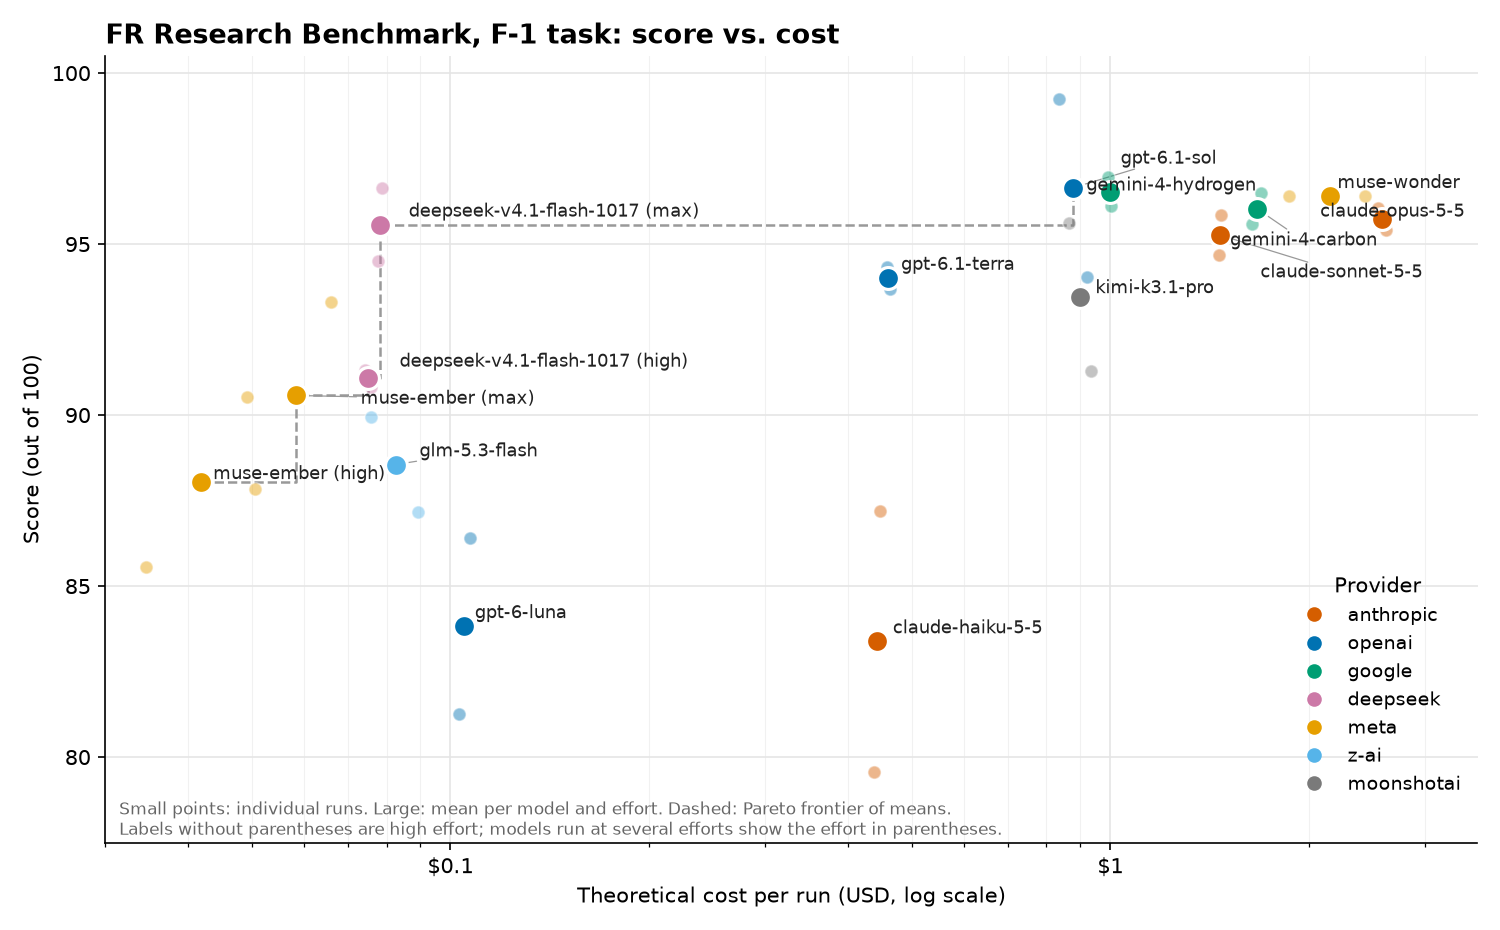 FR Research Benchmark, F-1 task: score vs. cost
100
gpt-6.1-sol
gemini-4-hydrogen
muse-wonder
deepseek-v4.1-flash-1017 (max)
claude-opus-5-5
95
gemini-4-carbon
gpt-6.1-terra
claude-sonnet-5-5
kimi-k3.1-pro
deepseek-v4.1-flash-1017 (high)
muse-ember (max)
90
glm-5.3-flash
muse-ember (high)
85
gpt-6-luna
claude-haiku-5-5
80
Score (out of 100)
Provider
anthropic
openai
google
deepseek
meta
z-ai
moonshotai
Small points: individual runs. Large: mean per model and effort. Dashed: Pareto frontier of means.
Labels without parentheses are high effort; models run at several efforts show the effort in parentheses.
$0.1
$1
Theoretical cost per run (USD, log scale)